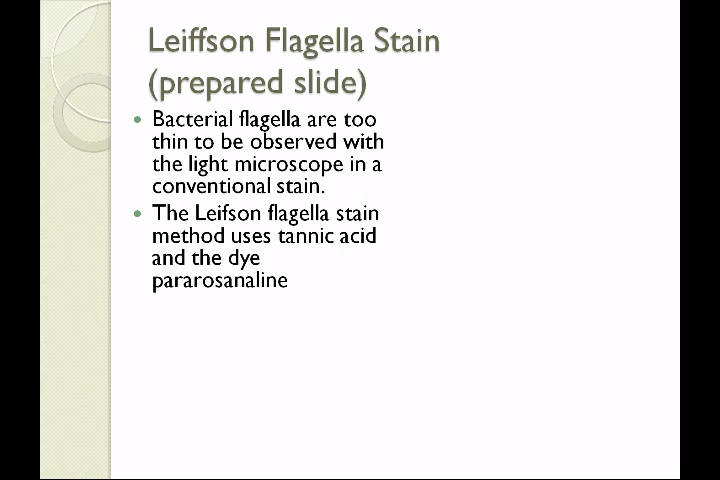 Leiffson Flagella Stain
(prepared slide)
Bacterial flagella are too
thin to be observed with
the light microscope in a
conventional stain.
The Leifson flagella stain
method uses tannic acid
and the dye
pararosanaline